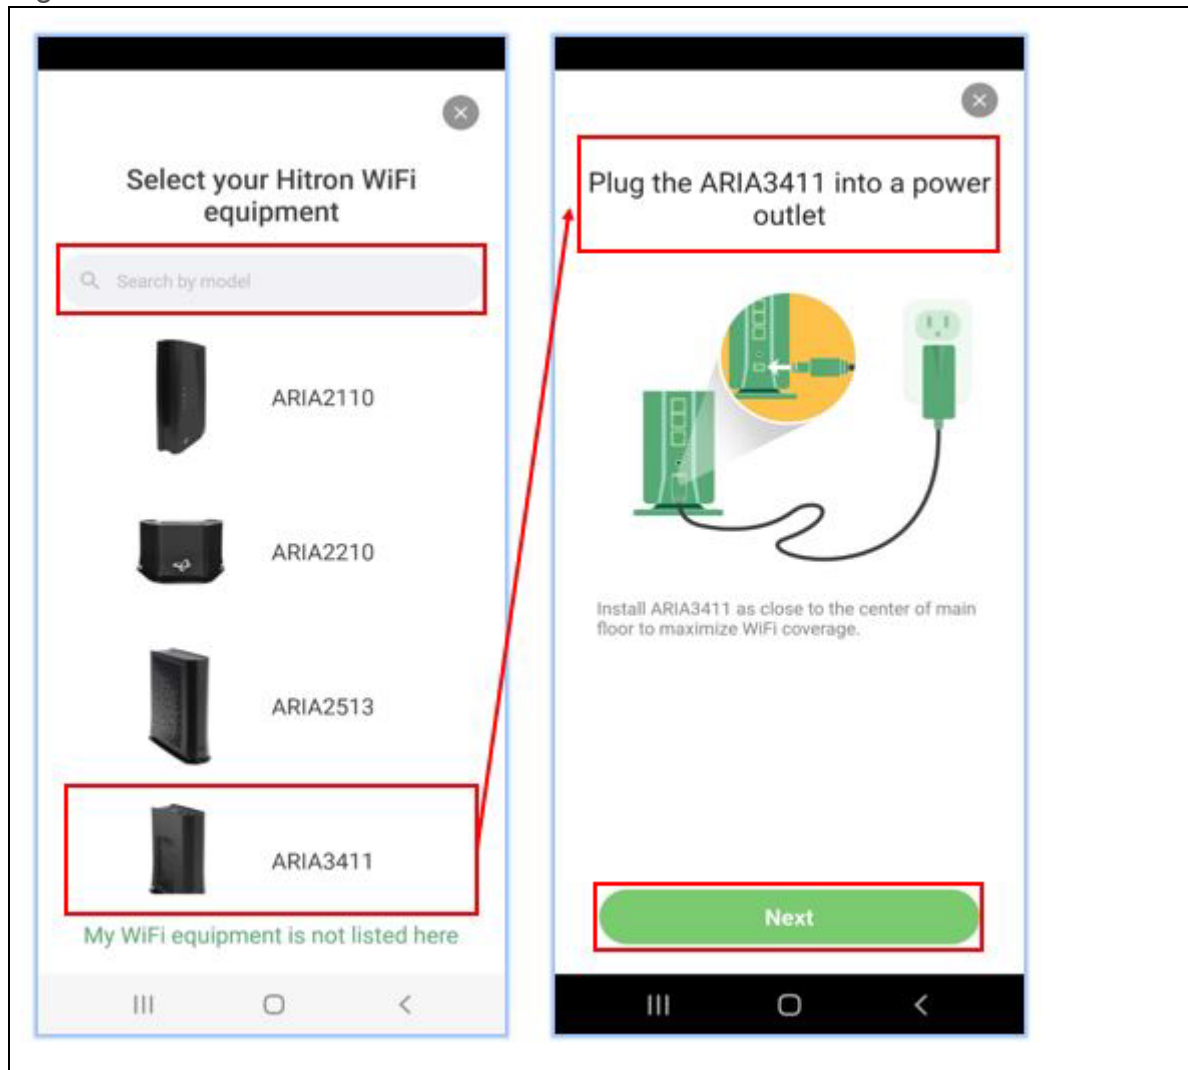 Select your Hitron WiFi
equipment
Search by model
ARIA2110
ARIA2210
ARIA2513
ARIA3411
My WiFi equipment is not listed here
Plug the ARIA3411 into a power
outlet
Install ARIA3411 as close to the center of main
floor to maximize WiFi coverage.
Next